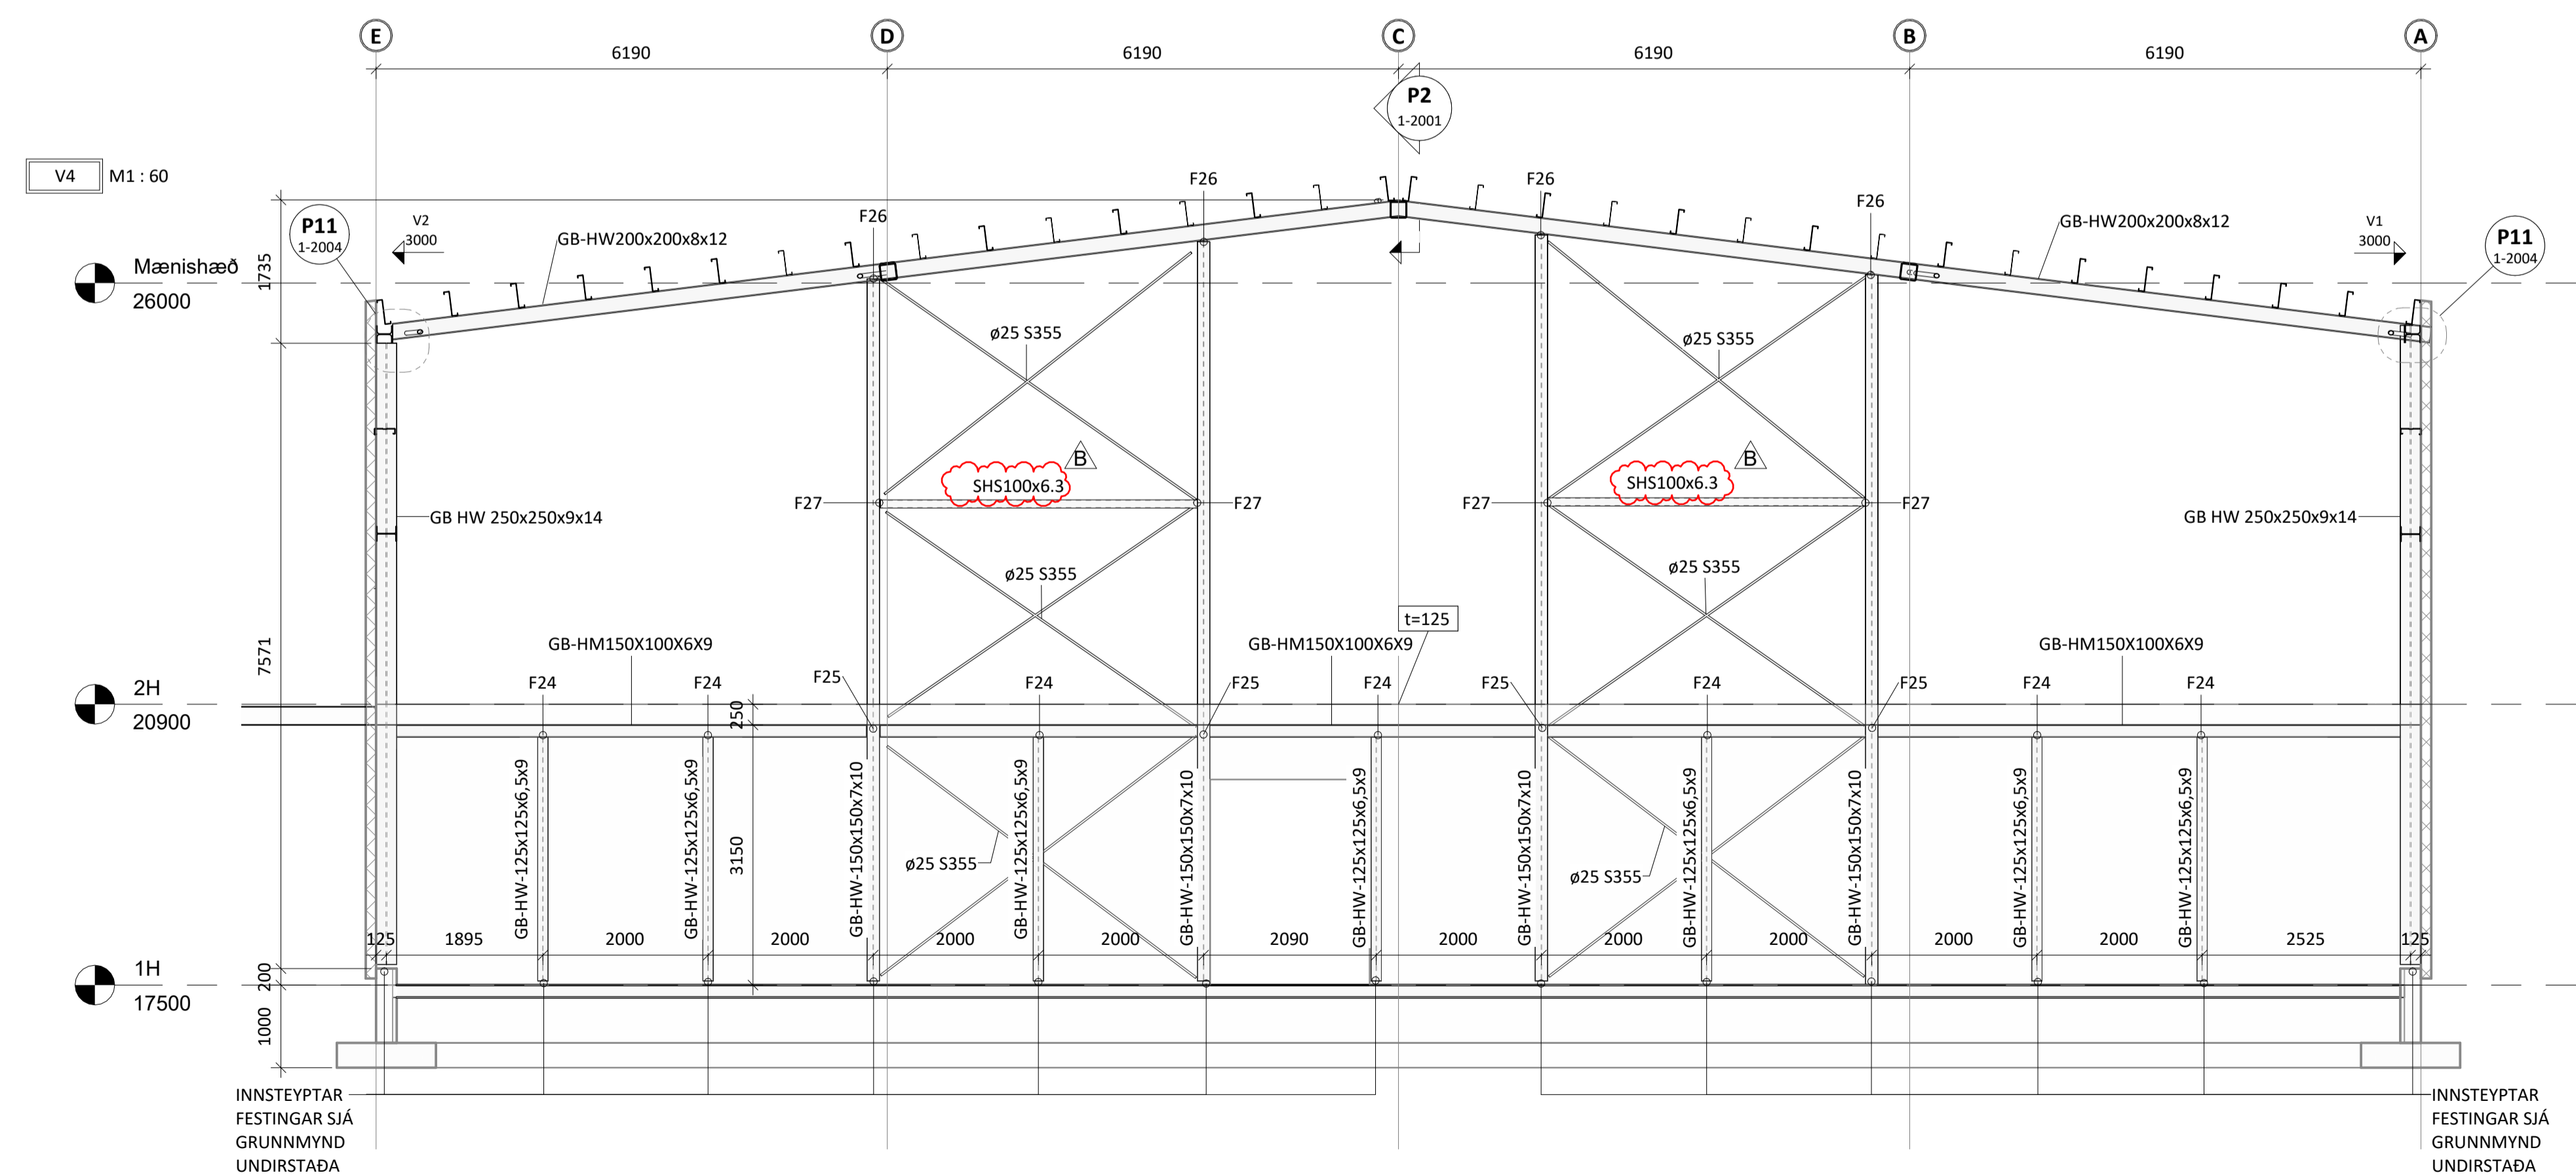 E
D
C
B
A
6190
6190
6190
6190
P2
1-2001
V4
M1 : 60
P11
1-2004
V2
3000
GB-HW200x200x8x12
F26
F26
F26
F26
GB-HW200x200x8x12
V1
3000
P11
1-2004
1735
Mænishæð
26000
ø25 S355
ø25 S355
B
SHS100x6.3
B
SHS100x6.3
F27
F27
F27
F27
GB HW 250x250x9x14
GB HW 250x250x9x14
ø25 S355
ø25 S355
t=125
7571
GB-HM150X100X6X9
GB-HM150X100X6X9
GB-HM150X100X6X9
2H
20900
F24
F24
F25
F24
F25
F24
F25
F24
F25
F24
F24
250
3150
GB-HW-125x125x6,5x9
GB-HW-125x125x6,5x9
GB-HW-150x150x7x10
GB-HW-125x125x6,5x9
GB-HW-150x150x7x10
GB-HW-125x125x6,5x9
GB-HW-150x150x7x10
GB-HW-125x125x6,5x9
GB-HW-150x150x7x10
GB-HW-125x125x6,5x9
GB-HW-125x125x6,5x9
ø25 S355
ø25 S355
125
1895
2000
2000
2000
2000
2090
2000
2000
2000
2000
2000
2525
125
1H
17500
200
1000
INNSTEYPTAR
FESTINGAR SJÁ
GRUNNMYND
UNDIRSTAÐA
INNSTEYPTAR
FESTINGAR SJÁ
GRUNNMYND
UNDIRSTAÐA